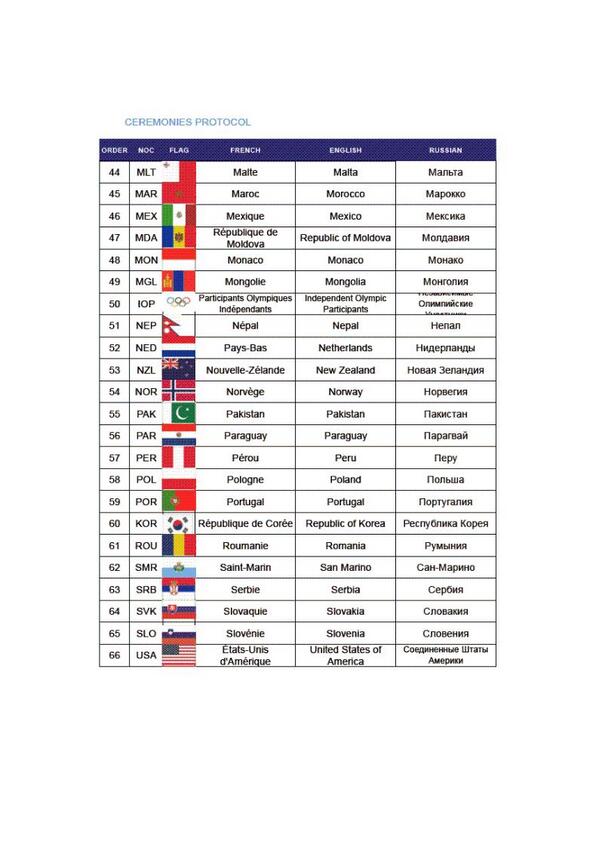 CEREMONIES PROTOCOL
ORDER NOC FLAG FRENCH ENGLISH RUSSIAN
44 MLT Malte Malta Мальта
45 MAR Maroc Morocco Марокко
46 MEX Mexique Mexico Мексика
47 MDA République de Moldova Republic of Moldova Молдавия
48 MON Monaco Monaco Монако
49 MGL Mongolie Mongolia Монголия
50 IOP Participants Olympiques Indépendants Independent Olympic Participants Олимпийские
51 NEP Népal Nepal Непал
52 NED Pays-Bas Netherlands Нидерланды
53 NZL Nouvelle-Zélande New Zealand Новая Зеландия
54 NOR Norvège Norway Норвегия
55 PAK Pakistan Pakistan Пакистан
56 PAR Paraguay Paraguay Парагвай
57 PER Pérou Peru Перу
58 POL Pologne Poland Польша
59 POR Portugal Portugal Португалия
60 KOR République de Corée Republic of Korea Республика Корея
61 ROU Roumanie Romania Румыния
62 SMR Saint-Marin San Marino Сан-Марино
63 SRB Serbie Serbia Сербия
64 SVK Slovaquie Slovakia Словакия
65 SLO Slovénie Slovenia Словения
66 USA États-Unis d'Amérique United States of America Соединенные Штаты Америки